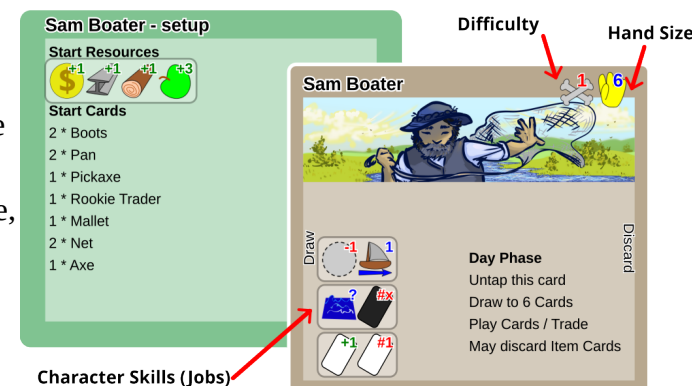 Sam Boater - setup
Start Resources
$ +1 +1 +1 +3
Start Cards
2 * Boots
2 * Pan
1 * Pickaxe
1 * Rookie Trader
1 * Mallet
2 * Net
1 * Axe
e
e,
Difficulty
Hand Size
Sam Boater
1 6
Draw
-1 1
? #x
+1 #1
Discard
Day Phase
Untap this card
Draw to 6 Cards
Play Cards / Trade
May discard Item Cards
Character Skills (Jobs)